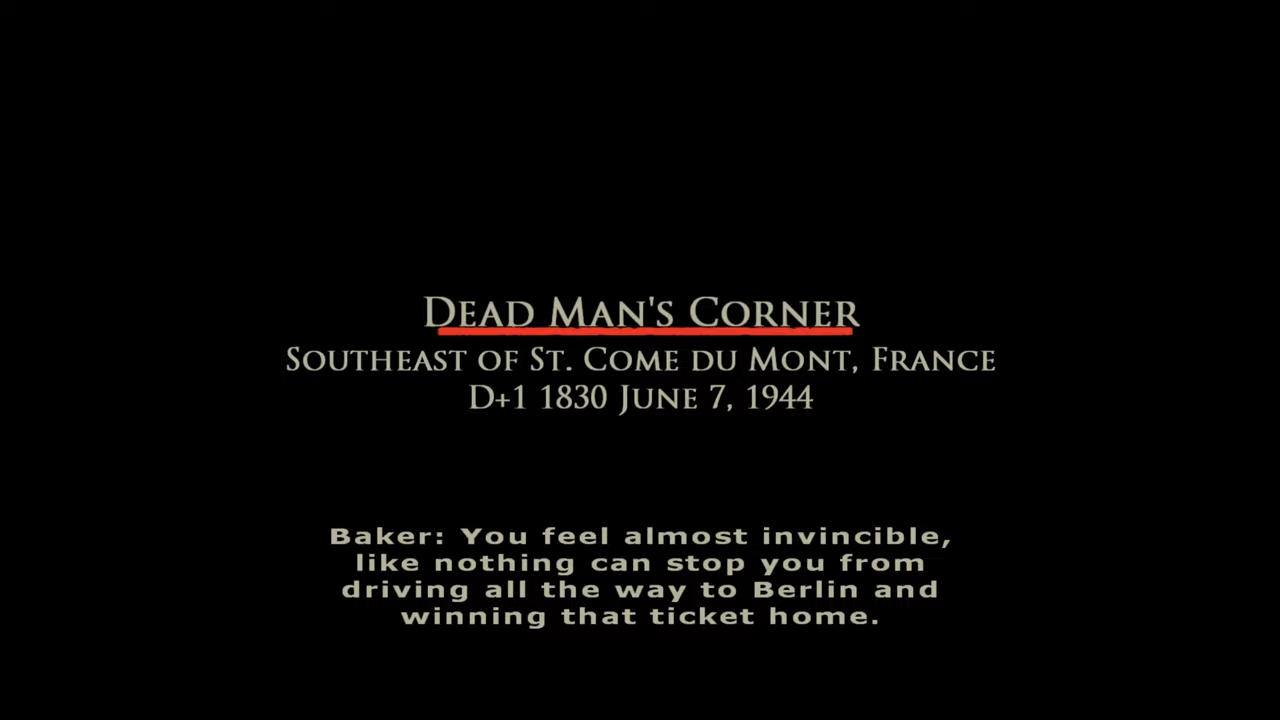 Dead Man's Corner
Southeast of St. Come du Mont, France
D+1 1830 June 7, 1944
Baker: You feel almost invincible,
like nothing can stop you from
driving all the way to Berlin and
winning that ticket home.